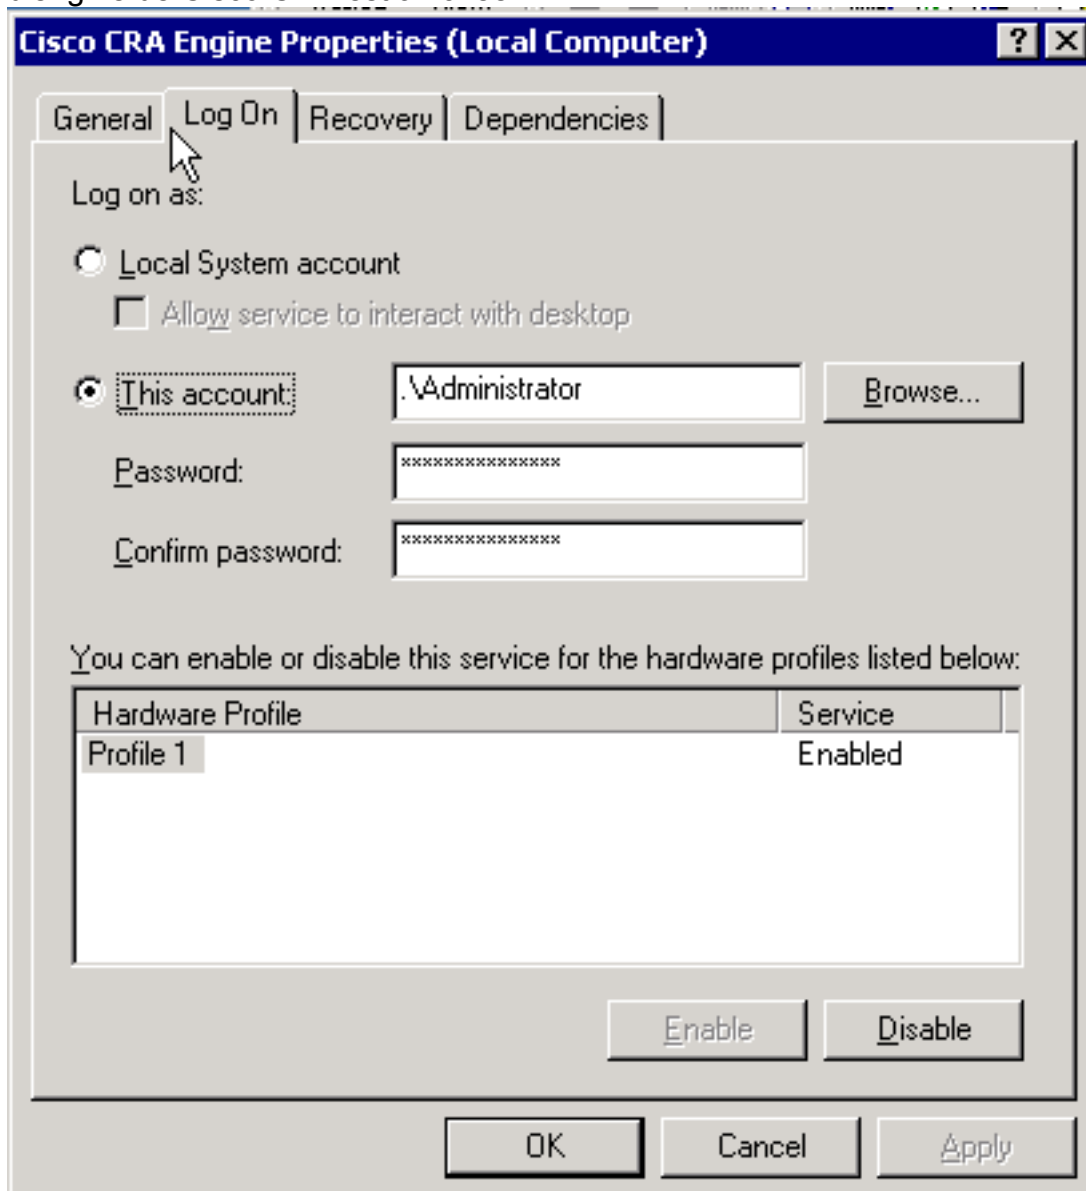 Cisco CRA Engine Properties (Local Computer)
General Log On Recovery Dependencies
Log on as:
Local System account
Allow service to interact with desktop
This account: .\Administrator Browse...
Password: ***************
Confirm password: ***************
You can enable or disable this service for the hardware profiles listed below:
Hardware Profile Service
Profile 1 Enabled
Enable Disable
OK Cancel Apply